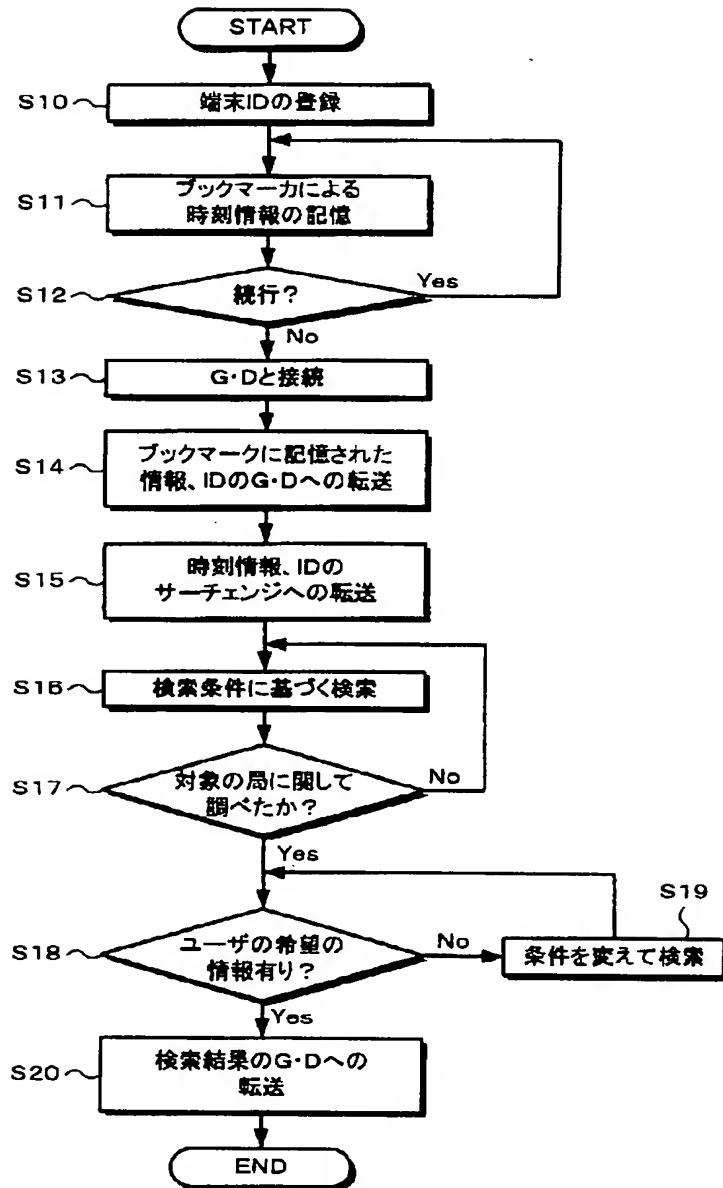 START
S10
端末IDの登録
S11
ブックマーカによる
時刻情報の記憶
S12
続行？
Yes
No
S13
G・Dと接続
S14
ブックマークに記憶された
情報、IDのG・Dへの転送
S15
時刻情報、IDの
サーチェンジへの転送
S16
検索条件に基づく検索
S17
対象の局に関して
調べたか？
No
Yes
S18
ユーザの希望の
情報有り？
No
S19
条件を変えて検索
Yes
S20
検索結果のG・Dへの
転送
END